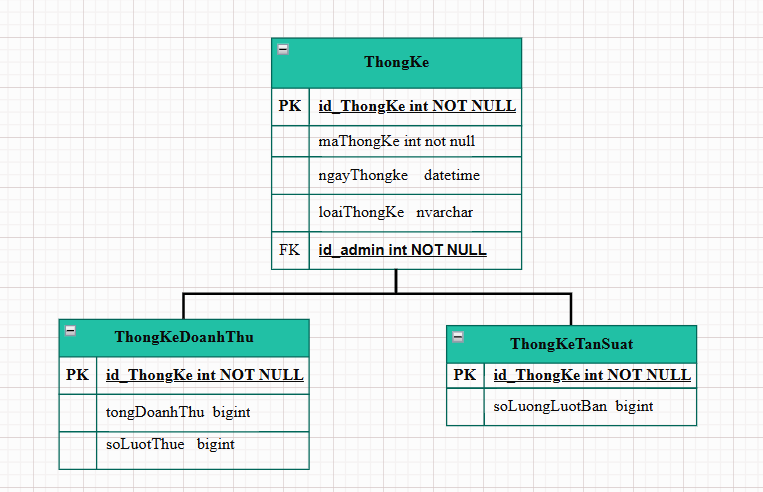 ThongKe
PK id_ThongKe int NOT NULL
maThongKe int not null
ngayThongke datetime
loaiThongKe nvarchar
FK id_admin int NOT NULL
ThongKeDoanhThu
PK id_ThongKe int NOT NULL
tongDoanhThu bigint
soLuotThue bigint
ThongKeTanSuat
PK id_ThongKe int NOT NULL
soLuongLuotBan bigint